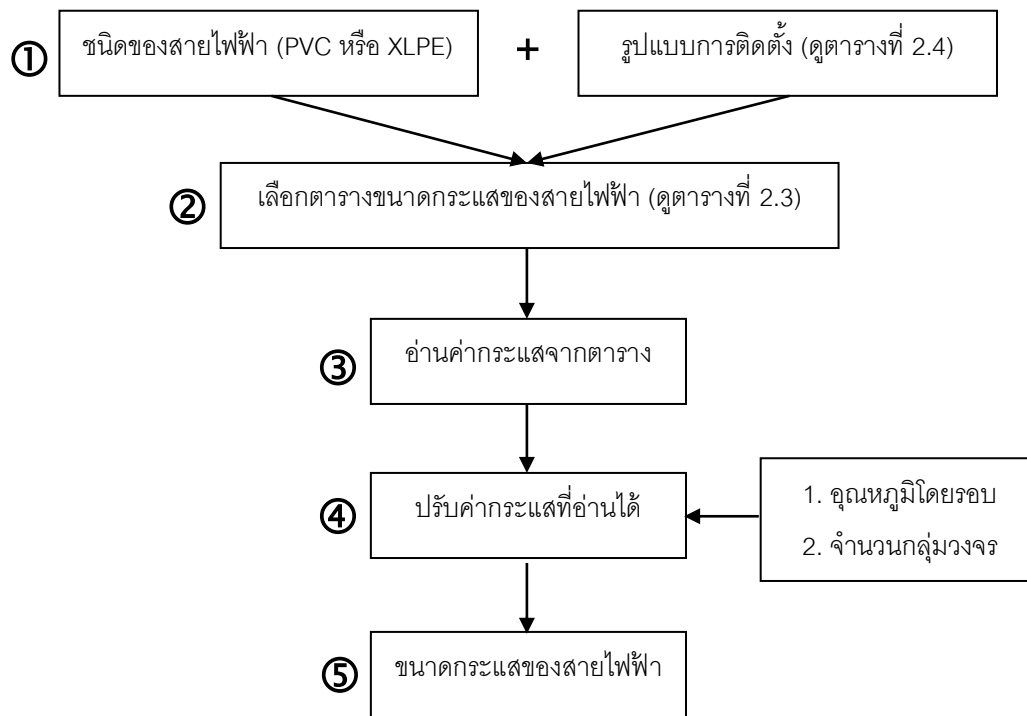 ① ชนิดของสายไฟฟ้า (PVC หรือ XLPE) + รูปแบบการติดตั้ง (ดูตารางที่ 2.4)
② เลือกตารางขนาดกระแสของสายไฟฟ้า (ดูตารางที่ 2.3)
③ อ่านค่ากระแสจากตาราง
④ ปรับค่ากระแสที่อ่านได้
1. อุณหภูมิโดยรอบ
2. จำนวนกลุ่มวงจร
⑤ ขนาดกระแสของสายไฟฟ้า